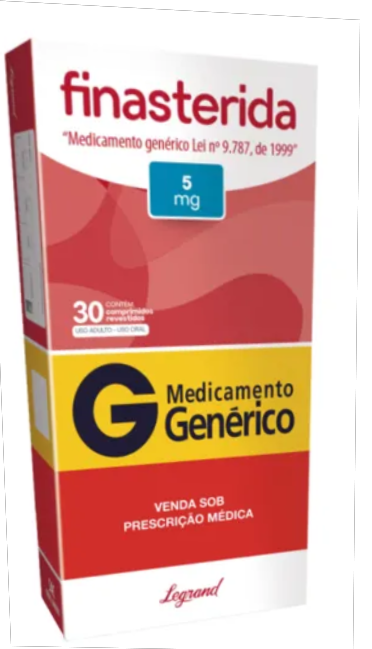 finasterida
"Medicamento genérico Lei nº 9.787, de 1999"
5
mg
30 CONTÉM
comprimidos
revestidos
USO ADULTO - USO ORAL
G Medicamento
Genérico
VENDA SOB
PRESCRIÇÃO MÉDICA
Legrand